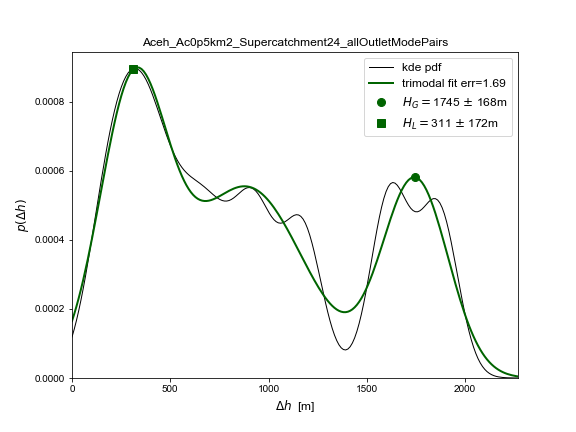 Aceh_Ac0p5km2_Supercatchment24_allOutletModePairs
kde pdf
trimodal fit err=1.69
H_G = 1745 ± 168m
H_L = 311 ± 172m
p(Δh)
0.0008
0.0006
0.0004
0.0002
0.0000
0 500 1000 1500 2000
Δh [m]